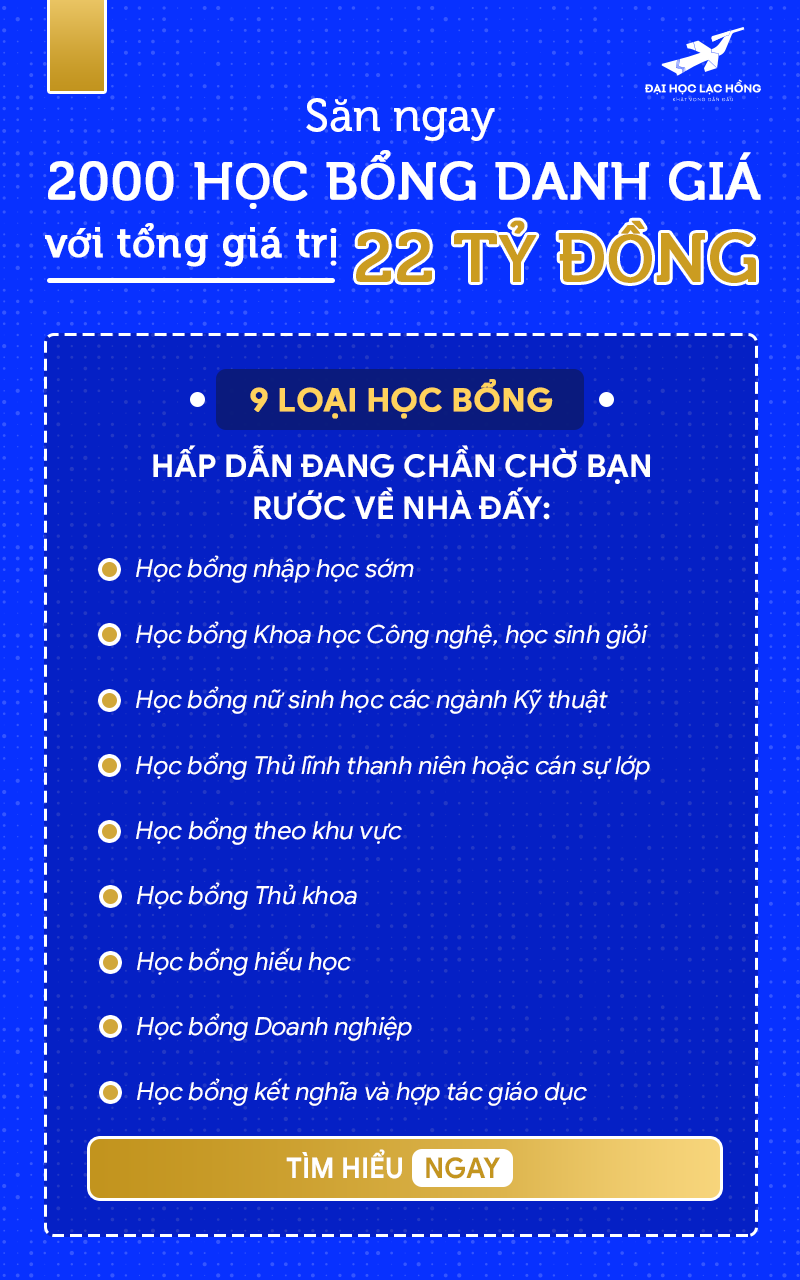 ĐẠI HỌC LẠC HỒNG
KHÁT VỌNG DẪN ĐẦU
Săn ngay
2000 HỌC BỔNG DANH GIÁ
với tổng giá trị 22 TỶ ĐỒNG
9 LOẠI HỌC BỔNG
HẤP DẪN ĐANG CHẦN CHỜ BẠN
RƯỚC VỀ NHÀ ĐẤY:
Học bổng nhập học sớm
Học bổng Khoa học Công nghệ, học sinh giỏi
Học bổng nữ sinh học các ngành Kỹ thuật
Học bổng Thủ lĩnh thanh niên hoặc cán sự lớp
Học bổng theo khu vực
Học bổng Thủ khoa
Học bổng hiếu học
Học bổng Doanh nghiệp
Học bổng kết nghĩa và hợp tác giáo dục
TÌM HIỂU NGAY